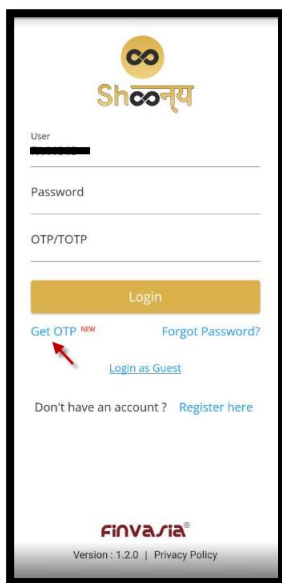 Shoonन्य
User
Password
OTP/TOTP
Login
Get OTP NEW
Forgot Password?
Login as Guest
Don't have an account ? Register here
Finvasia®
Version : 1.2.0 | Privacy Policy